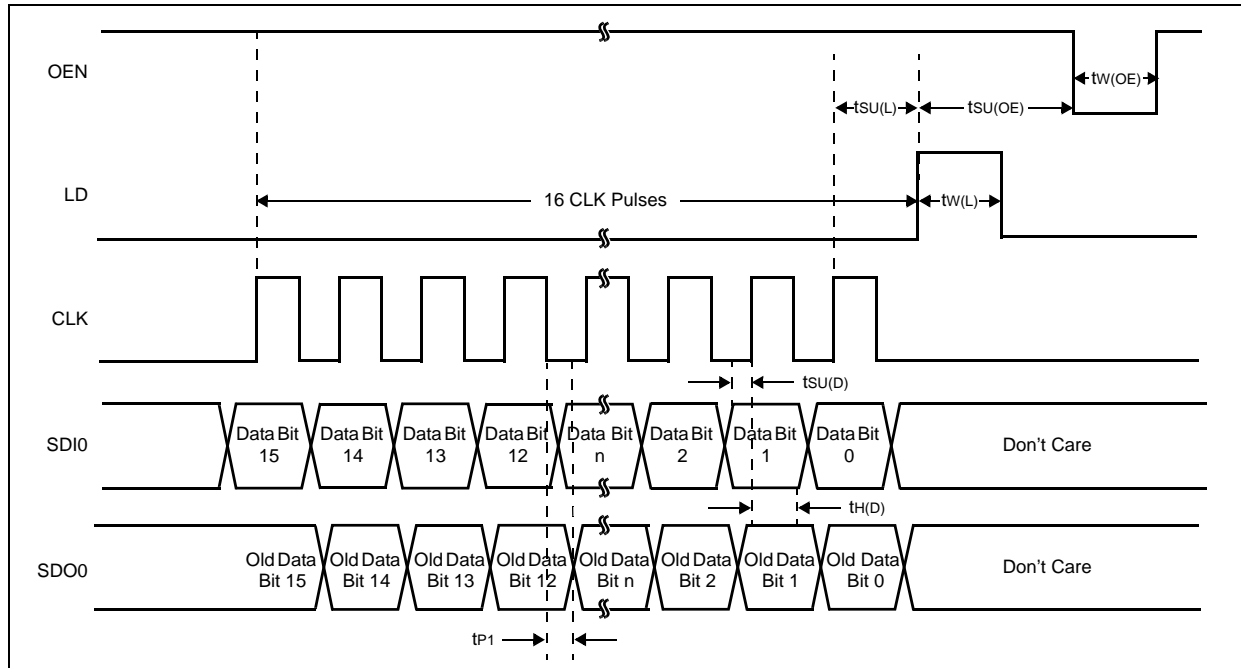 OEN
tW(OE)
tSU(L)
tSU(OE)
LD
16 CLK Pulses
tW(L)
CLK
tSU(D)
SDI0
Data Bit
15
Data Bit
14
Data Bit
13
Data Bit
12
Data Bit
n
Data Bit
2
Data Bit
1
Data Bit
0
Don't Care
tH(D)
SDO0
Old Data
Bit 15
Old Data
Bit 14
Old Data
Bit 13
Old Data
Bit 12
Old Data
Bit n
Old Data
Bit 2
Old Data
Bit 1
Old Data
Bit 0
Don't Care
tP1